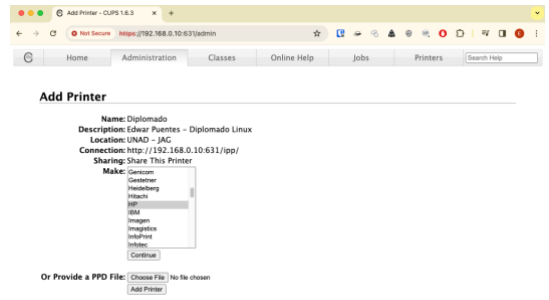 Add Printer - CUPS 1.6.3
Not Secure https://192.168.0.10:631/admin
Home Administration Classes Online Help Jobs Printers Search Help
Add Printer
Name: Diplomado
Description: Edwar Puentes - Diplomado Linux
Location: UNAD - JAG
Connection: http://192.168.0.10:631/ipp/
Sharing: Share This Printer
Make: Genicom
Gestetner
Heidelberg
Hitachi
HP
IBM
Imagen
Imagistics
InfoPrint
Infotec
Continue
Or Provide a PPD File: Choose File No file chosen
Add Printer